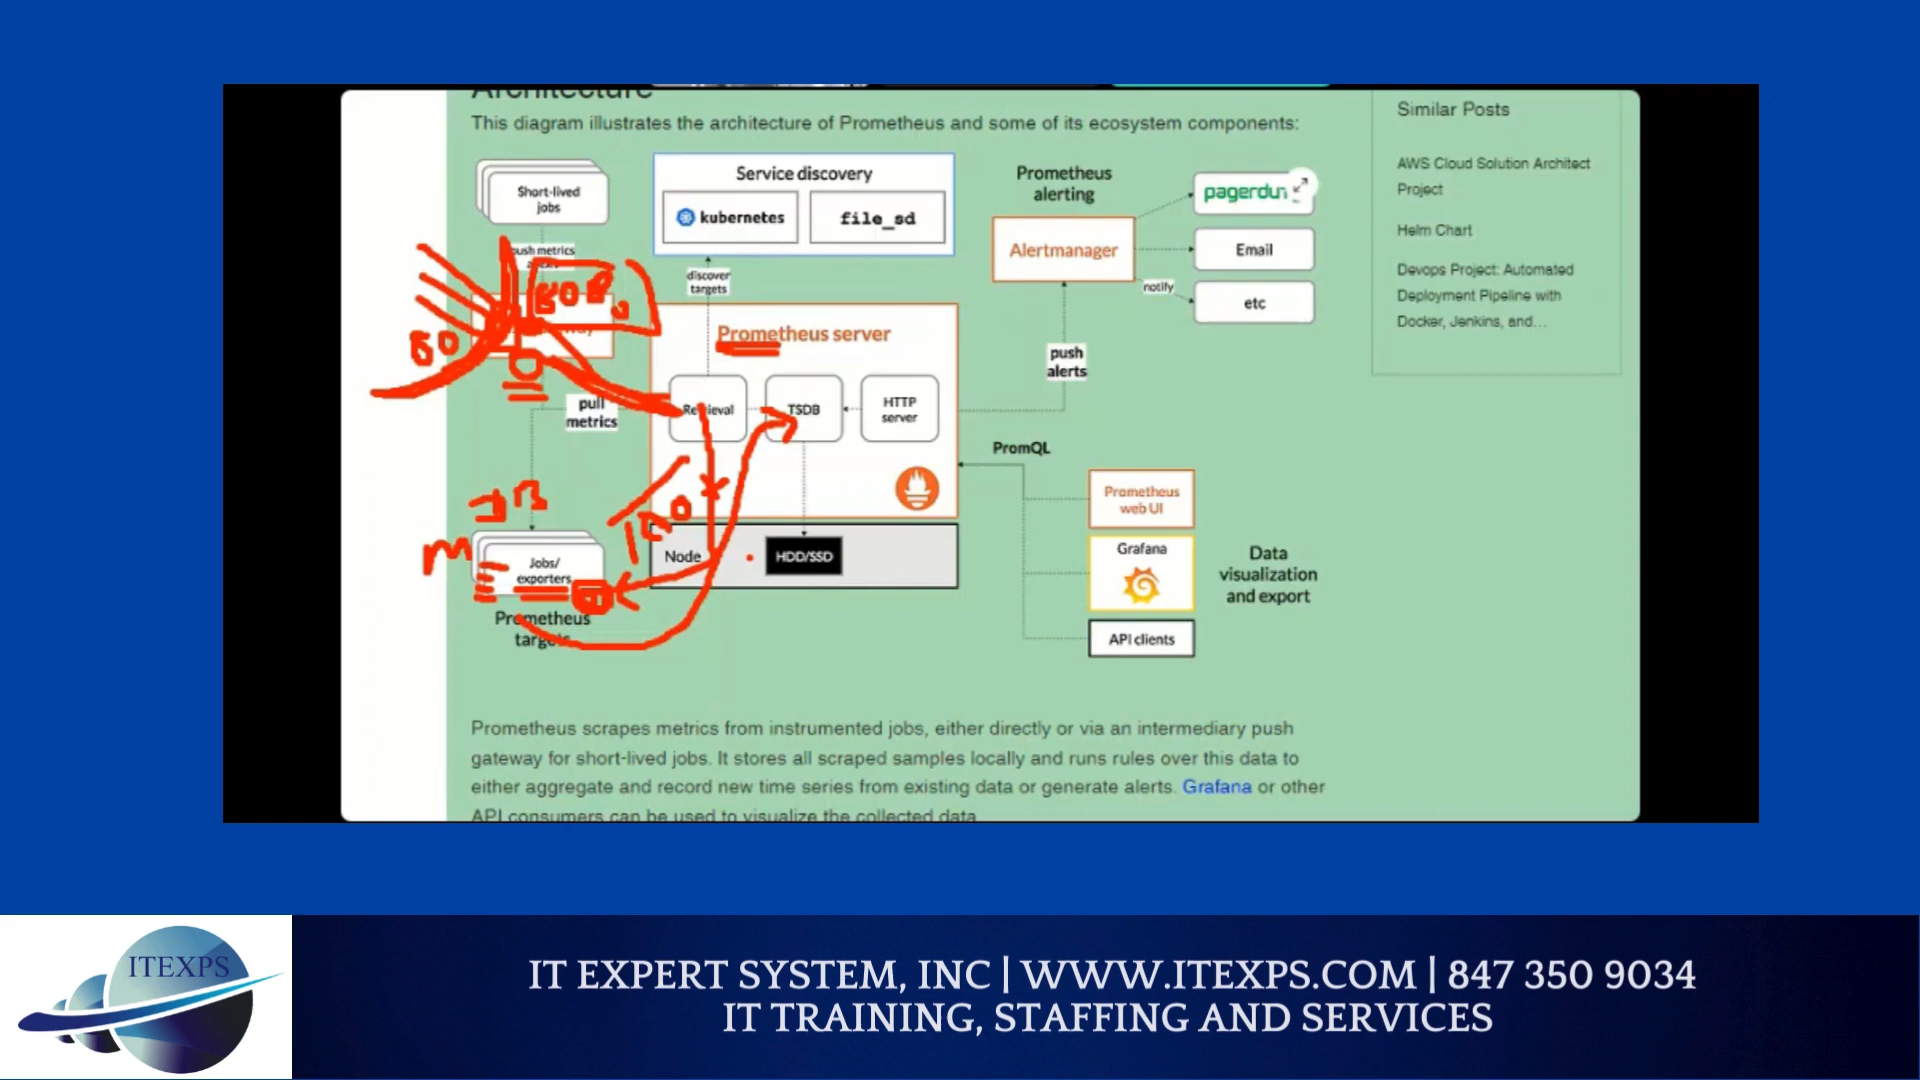 Architecture
This diagram illustrates the architecture of Prometheus and some of its ecosystem components:
Short-lived
jobs
push metrics
Service discovery
kubernetes
file_sd
discover
targets
Prometheus
alerting
Alertmanager
Email
notify
etc
Prometheus server
Retrieval
TSDB
HTTP
server
pull
metrics
push
alerts
PromQL
Jobs/
exporters
Prometheus
targets
Node
HDD/SSD
Prometheus
web UI
Grafana
API clients
Data
visualization
and export
Prometheus scrapes metrics from instrumented jobs, either directly or via an intermediary push
gateway for short-lived jobs. It stores all scraped samples locally and runs rules over this data to
either aggregate and record new time series from existing data or generate alerts. Grafana or other
API consumers can be used to visualize the collected data
Similar Posts
AWS Cloud Solution Architect
Project
Helm Chart
Devops Project: Automated
Deployment Pipeline with
Docker, Jenkins, and...
ITEXPS
IT EXPERT SYSTEM, INC | WWW.ITEXPS.COM | 847 350 9034
IT TRAINING, STAFFING AND SERVICES